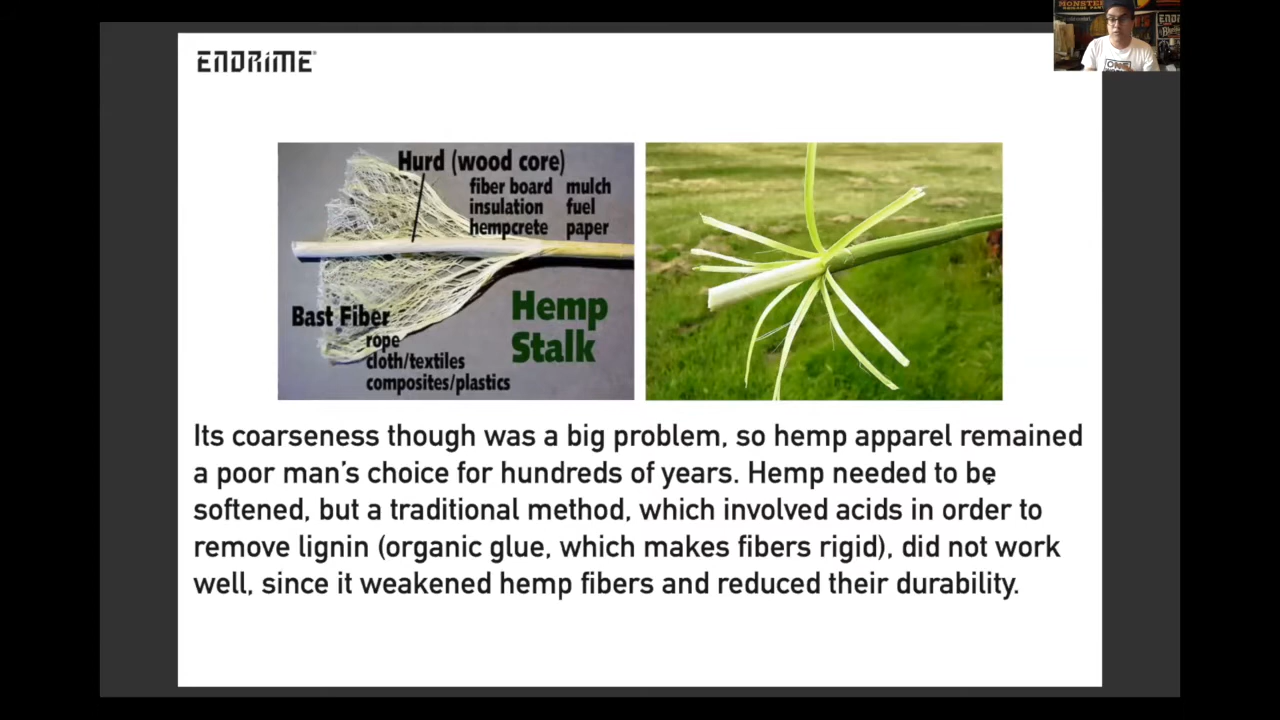 ENDRIME
Hurd (wood core)
fiber board mulch
insulation fuel
hempcrete paper
Bast Fiber
rope
cloth/textiles
composites/plastics
Hemp
Stalk
Its coarseness though was a big problem, so hemp apparel remained
a poor man's choice for hundreds of years. Hemp needed to be
softened, but a traditional method, which involved acids in order to
remove lignin (organic glue, which makes fibers rigid), did not work
well, since it weakened hemp fibers and reduced their durability.
MONSTER
ONE